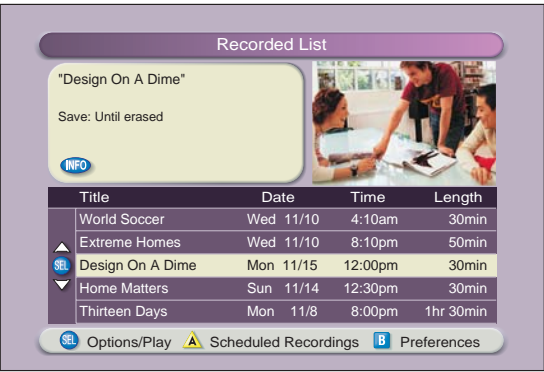 Recorded List
"Design On A Dime"
Save: Until erased
INFO
Title Date Time Length
World Soccer Wed 11/10 4:10am 30min
Extreme Homes Wed 11/10 8:10pm 50min
SEL Design On A Dime Mon 11/15 12:00pm 30min
Home Matters Sun 11/14 12:30pm 30min
Thirteen Days Mon 11/8 8:00pm 1hr 30min
SEL Options/Play A Scheduled Recordings B Preferences